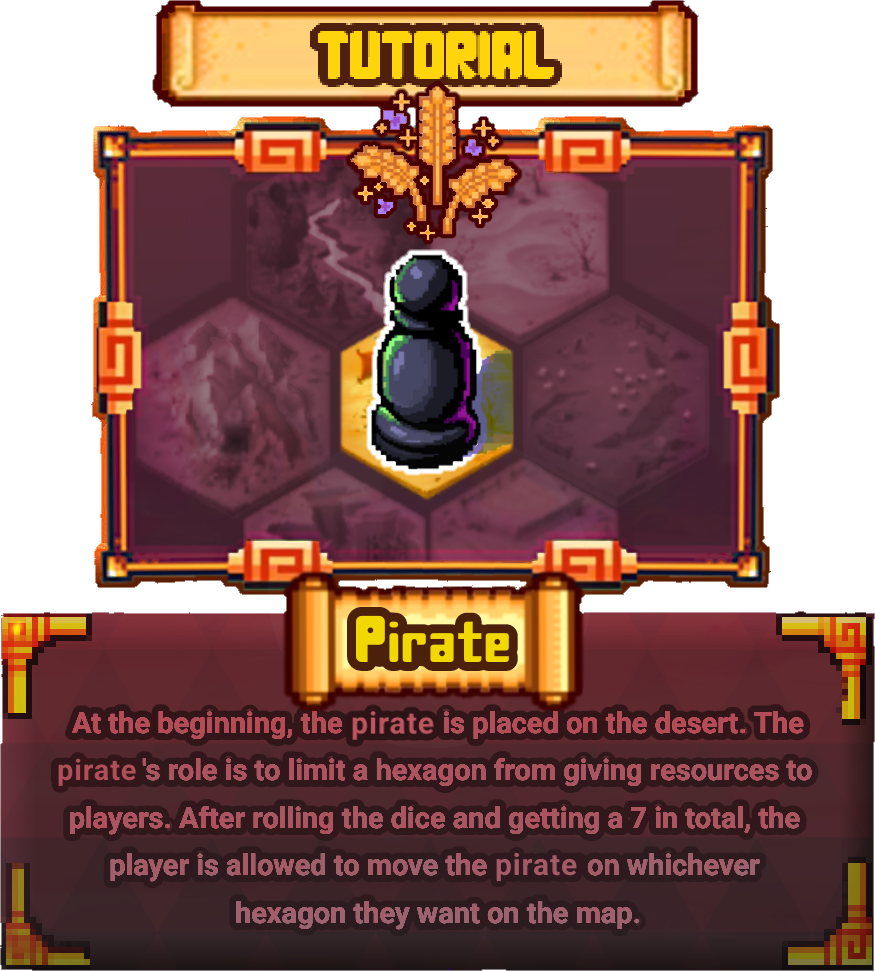 TUTORIAL
Pirate
At the beginning, the pirate is placed on the desert. The
pirate 's role is to limit a hexagon from giving resources to
players. After rolling the dice and getting a 7 in total, the
player is allowed to move the pirate on whichever
hexagon they want on the map.